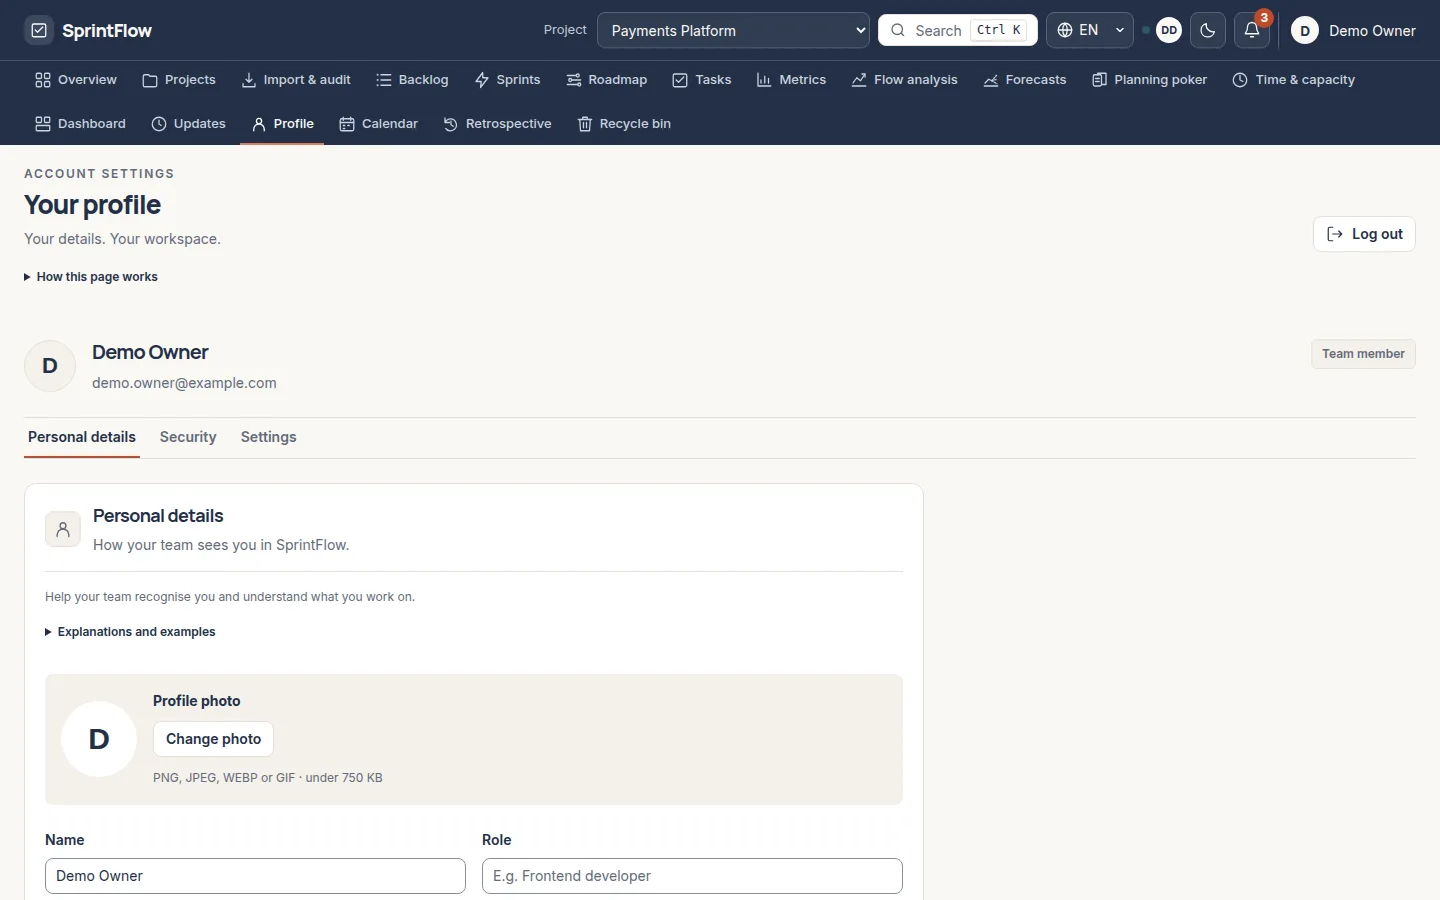 SprintFlow
Project
Payments Platform
Search Ctrl K
EN
DD
3
D
Demo Owner
Overview
Projects
Import & audit
Backlog
Sprints
Roadmap
Tasks
Metrics
Flow analysis
Forecasts
Planning poker
Time & capacity
Dashboard
Updates
Profile
Calendar
Retrospective
Recycle bin
ACCOUNT SETTINGS
Your profile
Your details. Your workspace.
Log out
How this page works
D
Demo Owner
demo.owner@example.com
Team member
Personal details
Security
Settings
Personal details
How your team sees you in SprintFlow.
Help your team recognise you and understand what you work on.
Explanations and examples
D
Profile photo
Change photo
PNG, JPEG, WEBP or GIF · under 750 KB
Name
Role
Demo Owner
E.g. Frontend developer